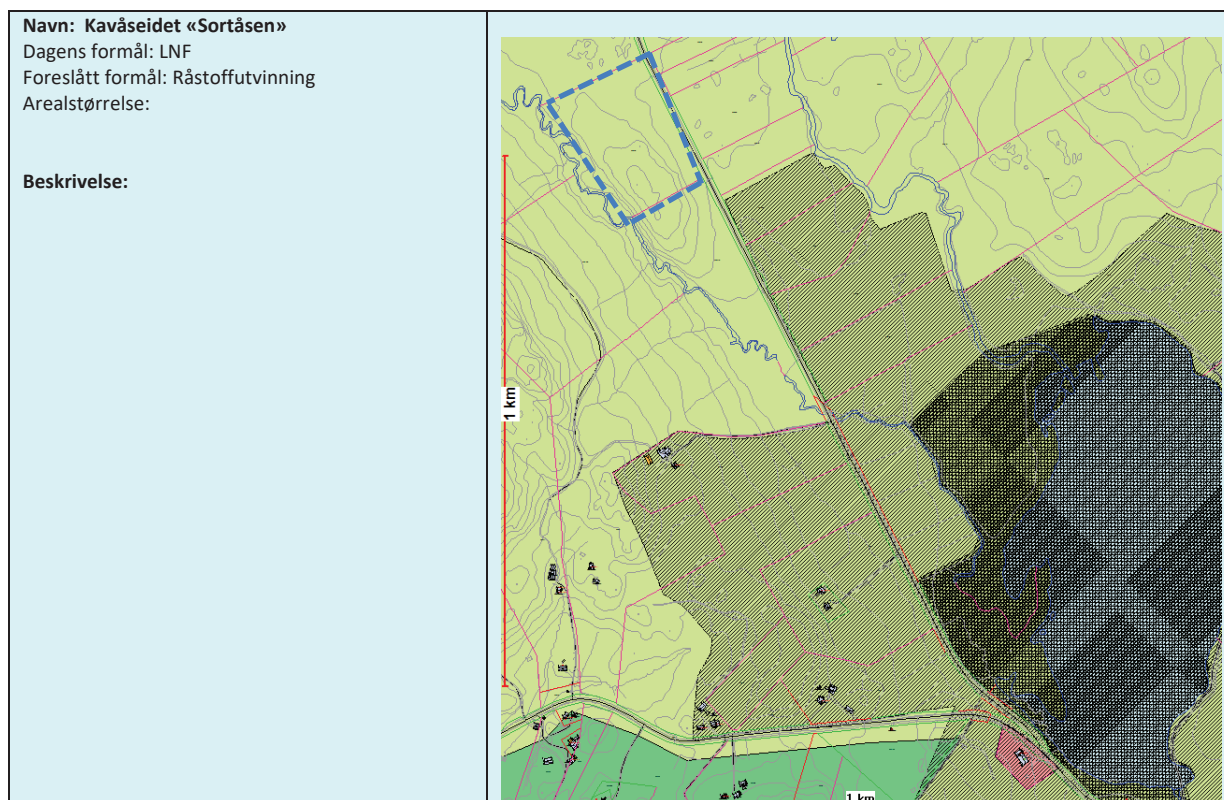 Navn: Kavåseidet «Sortåsen»
Dagens formål: LNF
Foreslått formål: Råstoffutvinning
Arealstørrelse:
Beskrivelse:
1 km
1 km